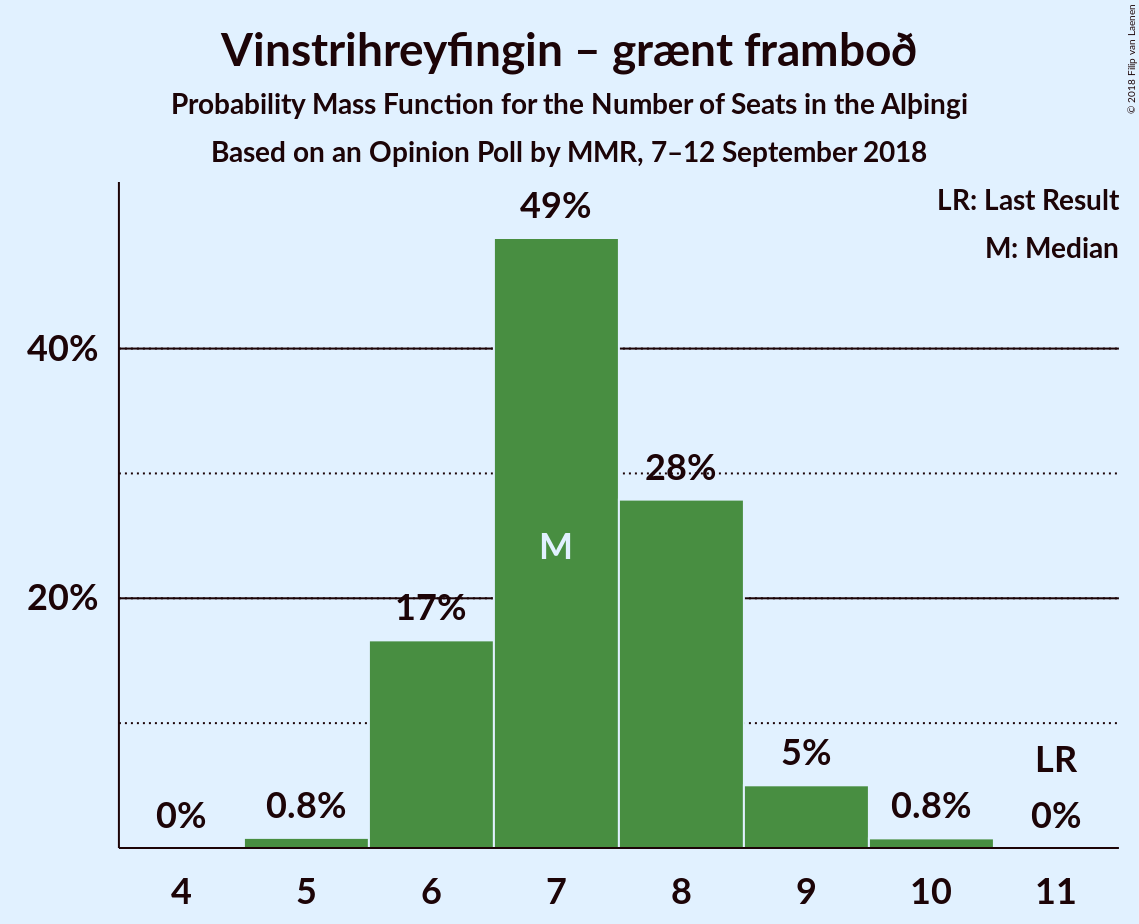 Vinstrihreyfingin – grænt framboð
Probability Mass Function for the Number of Seats in the Alþingi
Based on an Opinion Poll by MMR, 7–12 September 2018
© 2018 Filip van Laenen
LR: Last Result
M: Median
49%
40%
28%
M
20%
17%
5%
LR
0%
0.8%
0.8%
0%
4 5 6 7 8 9 10 11